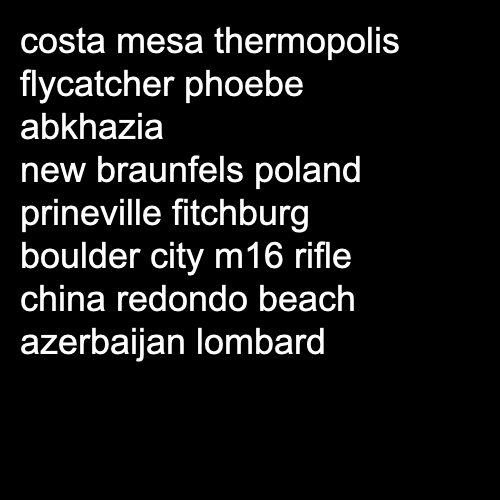 costa mesa thermopolis
flycatcher phoebe
abkhazia
new braunfels poland
prineville fitchburg
boulder city m16 rifle
china redondo beach
azerbaijan lombard